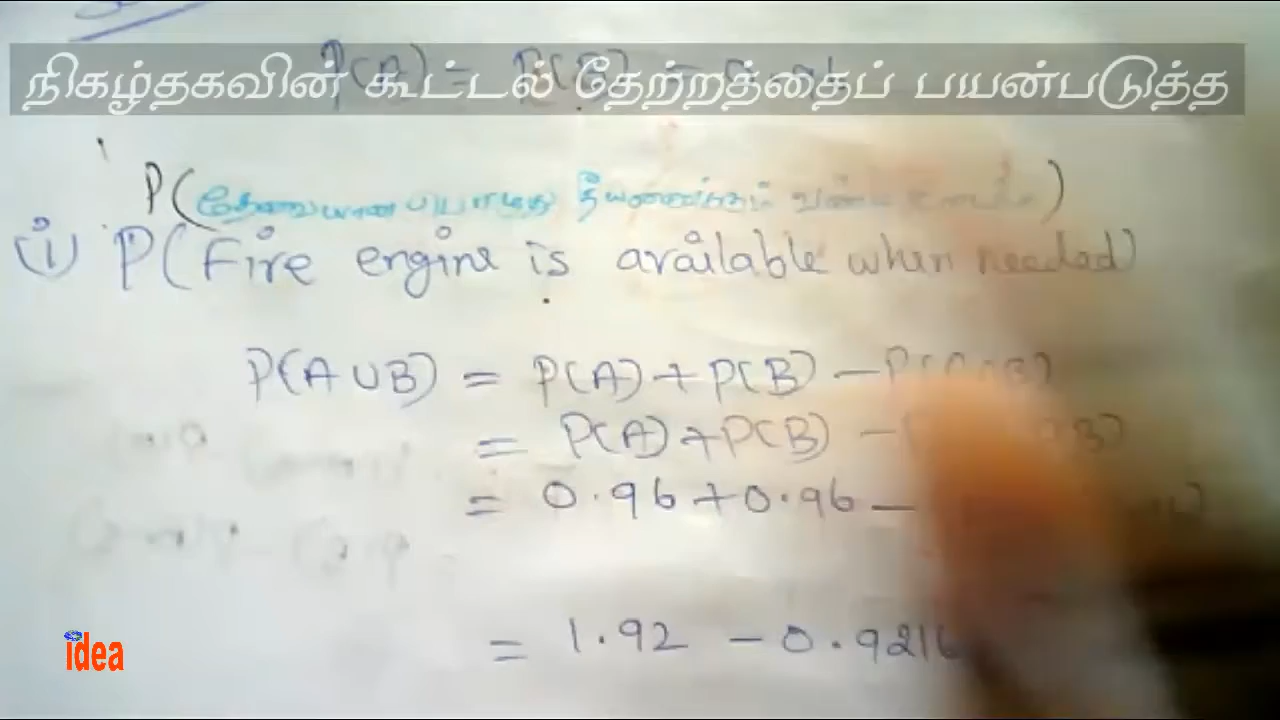 நிகழ்தகவின் கூட்டல் தேற்றத்தைப் பயன்படுத்த
P(A) = P(B) =
P( தேவையான பொழுது தீயணைக்கும் )
(i) P(Fire engine is available when needed)
P(A∪B) = P(A)+P(B) – P(A∩B)
= P(A)+P(B) –
= 0.96+0.96 –
= 1.92 – 0.9216
idea